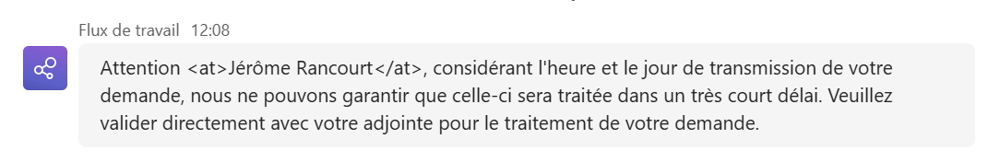 Flux de travail 12:08
Attention <at>Jérôme Rancourt</at>, considérant l'heure et le jour de transmission de votre
demande, nous ne pouvons garantir que celle-ci sera traitée dans un très court délai. Veuillez
valider directement avec votre adjointe pour le traitement de votre demande.